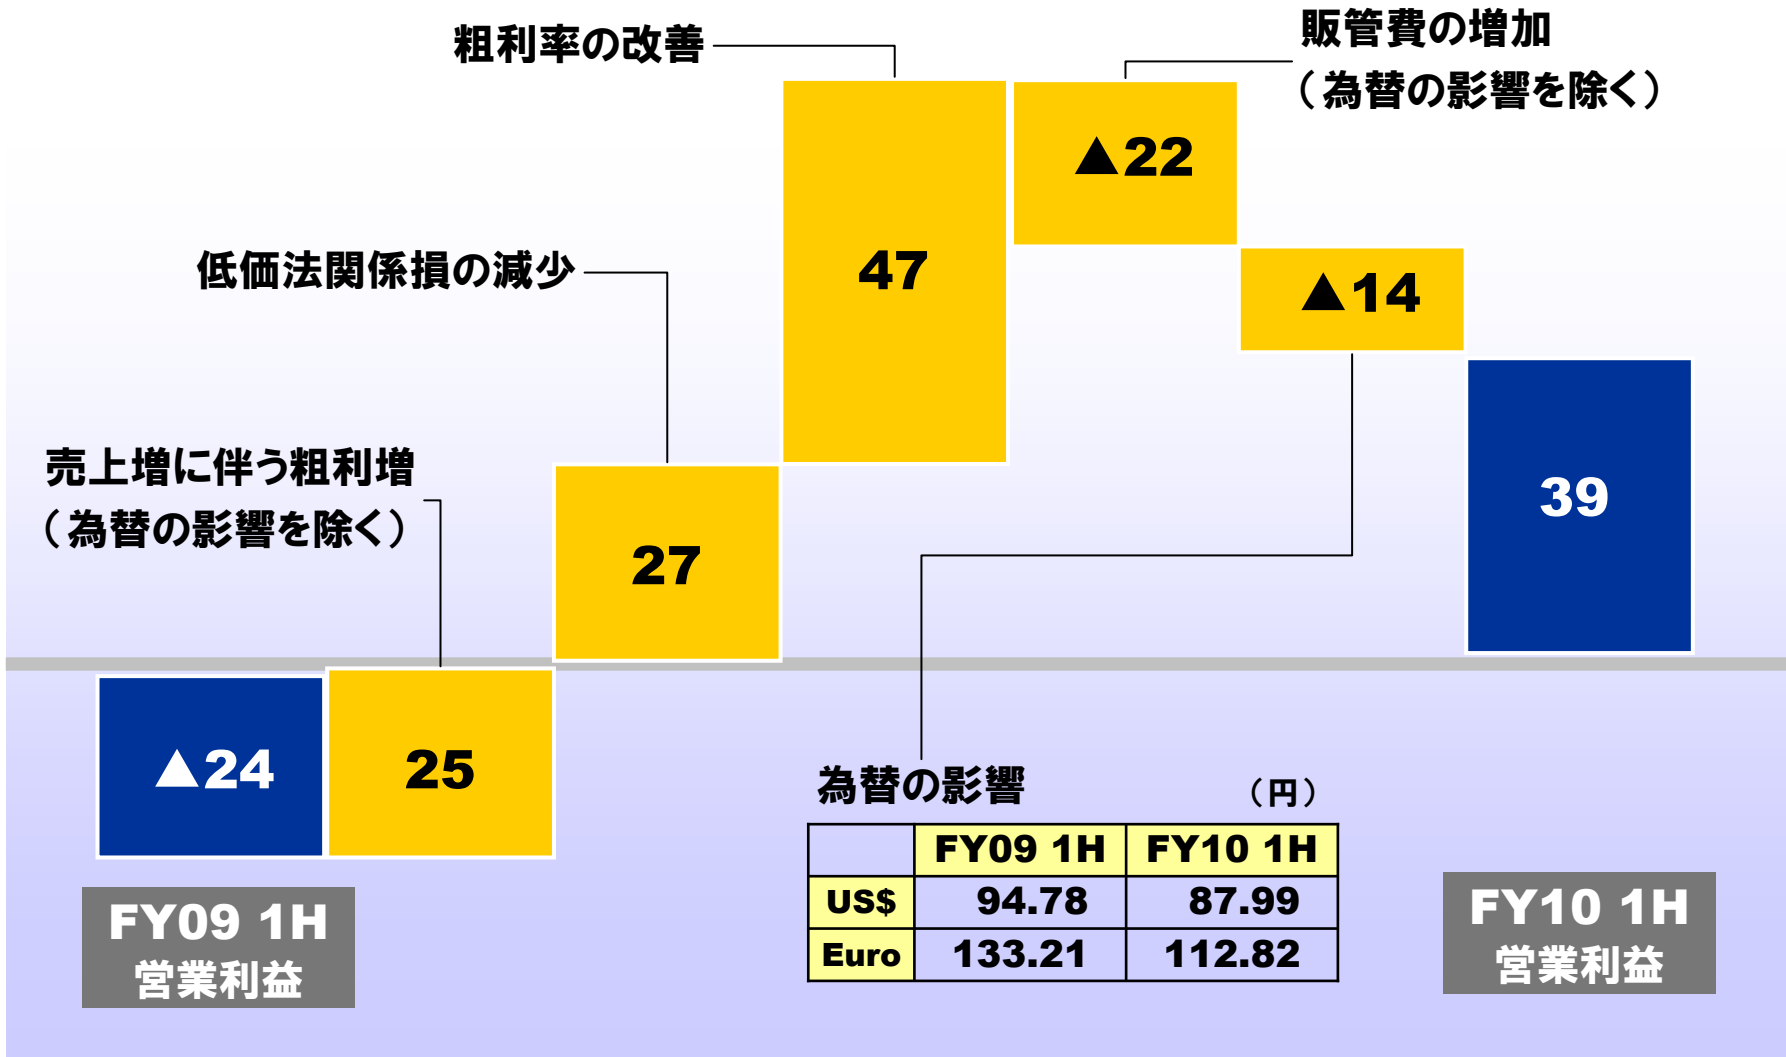 粗利率の改善
販管費の増加
（為替の影響を除く）
▲22
47
低価法関係損の減少
▲14
売上増に伴う粗利増
（為替の影響を除く）
39
27
▲24
25
為替の影響
（円）
FY09 1H FY10 1H
US$ 94.78 87.99
Euro 133.21 112.82
FY09 1H
営業利益
FY10 1H
営業利益